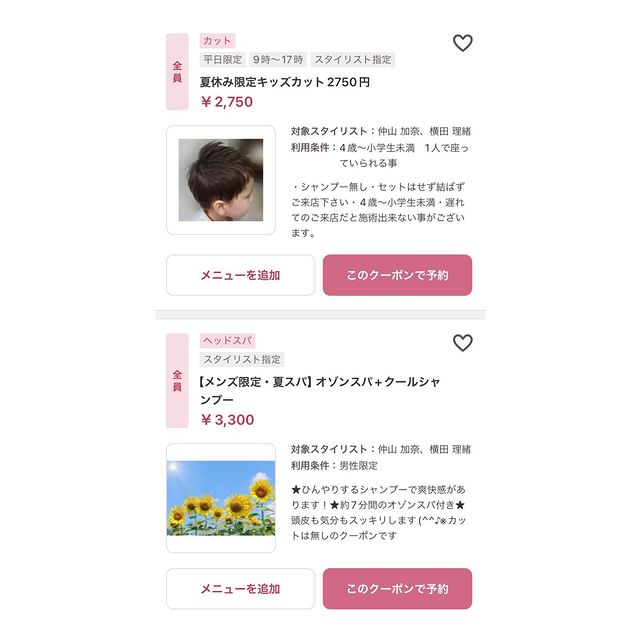 全員
カット
平日限定 9時〜17時 スタイリスト指定
夏休み限定キッズカット2750円
¥2,750
対象スタイリスト：仲山 加奈、横田 理緒
利用条件：4歳〜小学生未満　1人で座っ
ていられる事
・シャンプー無し・セットはせず結ばず
ご来店下さい・4歳〜小学生未満・遅れ
てのご来店だと施術出来ない事がござい
ます。
メニューを追加
このクーポンで予約
全員
ヘッドスパ
スタイリスト指定
【メンズ限定・夏スパ】オゾンスパ+クールシャ
ンプー
¥3,300
対象スタイリスト：仲山 加奈、横田 理緒
利用条件：男性限定
★ひんやりするシャンプーで爽快感があ
ります！★約7分間のオゾンスパ付き★
頭皮も気分もスッキリします(^^♪※カッ
トは無しのクーポンです
メニューを追加
このクーポンで予約